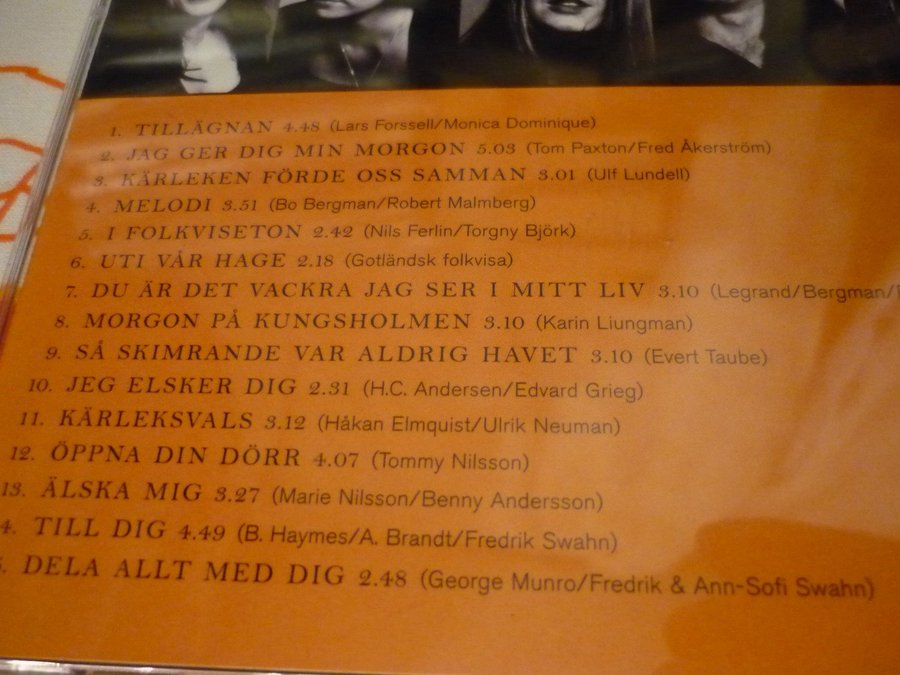 1. TILLÄGNAN 4.48 (Lars Forssell/Monica Dominique)
2. JAG GER DIG MIN MORGON 5.03 (Tom Paxton/Fred Åkerström)
3. KÄRLEKEN FÖRDE OSS SAMMAN 3.01 (Ulf Lundell)
4. MELODI 3.51 (Bo Bergman/Robert Malmberg)
5. I FOLKVISETON 2.42 (Nils Ferlin/Torgny Björk)
6. UTI VÅR HAGE 2.18 (Gotländsk folkvisa)
7. DU ÄR DET VACKRA JAG SER I MITT LIV 3.10 (Legrand/Bergman/
8. MORGON PÅ KUNGSHOLMEN 3.10 (Karin Liungman)
9. SÅ SKIMRANDE VAR ALDRIG HAVET 3.10 (Evert Taube)
10. JEG ELSKER DIG 2.31 (H.C. Andersen/Edvard Grieg)
11. KÄRLEKSVALS 3.12 (Håkan Elmquist/Ulrik Neuman)
12. ÖPPNA DIN DÖRR 4.07 (Tommy Nilsson)
13. ÄLSKA MIG 3.27 (Marie Nilsson/Benny Andersson)
4. TILL DIG 4.49 (B. Haymes/A. Brandt/Fredrik Swahn)
. DELA ALLT MED DIG 2.48 (George Munro/Fredrik & Ann-Sofi Swahn)